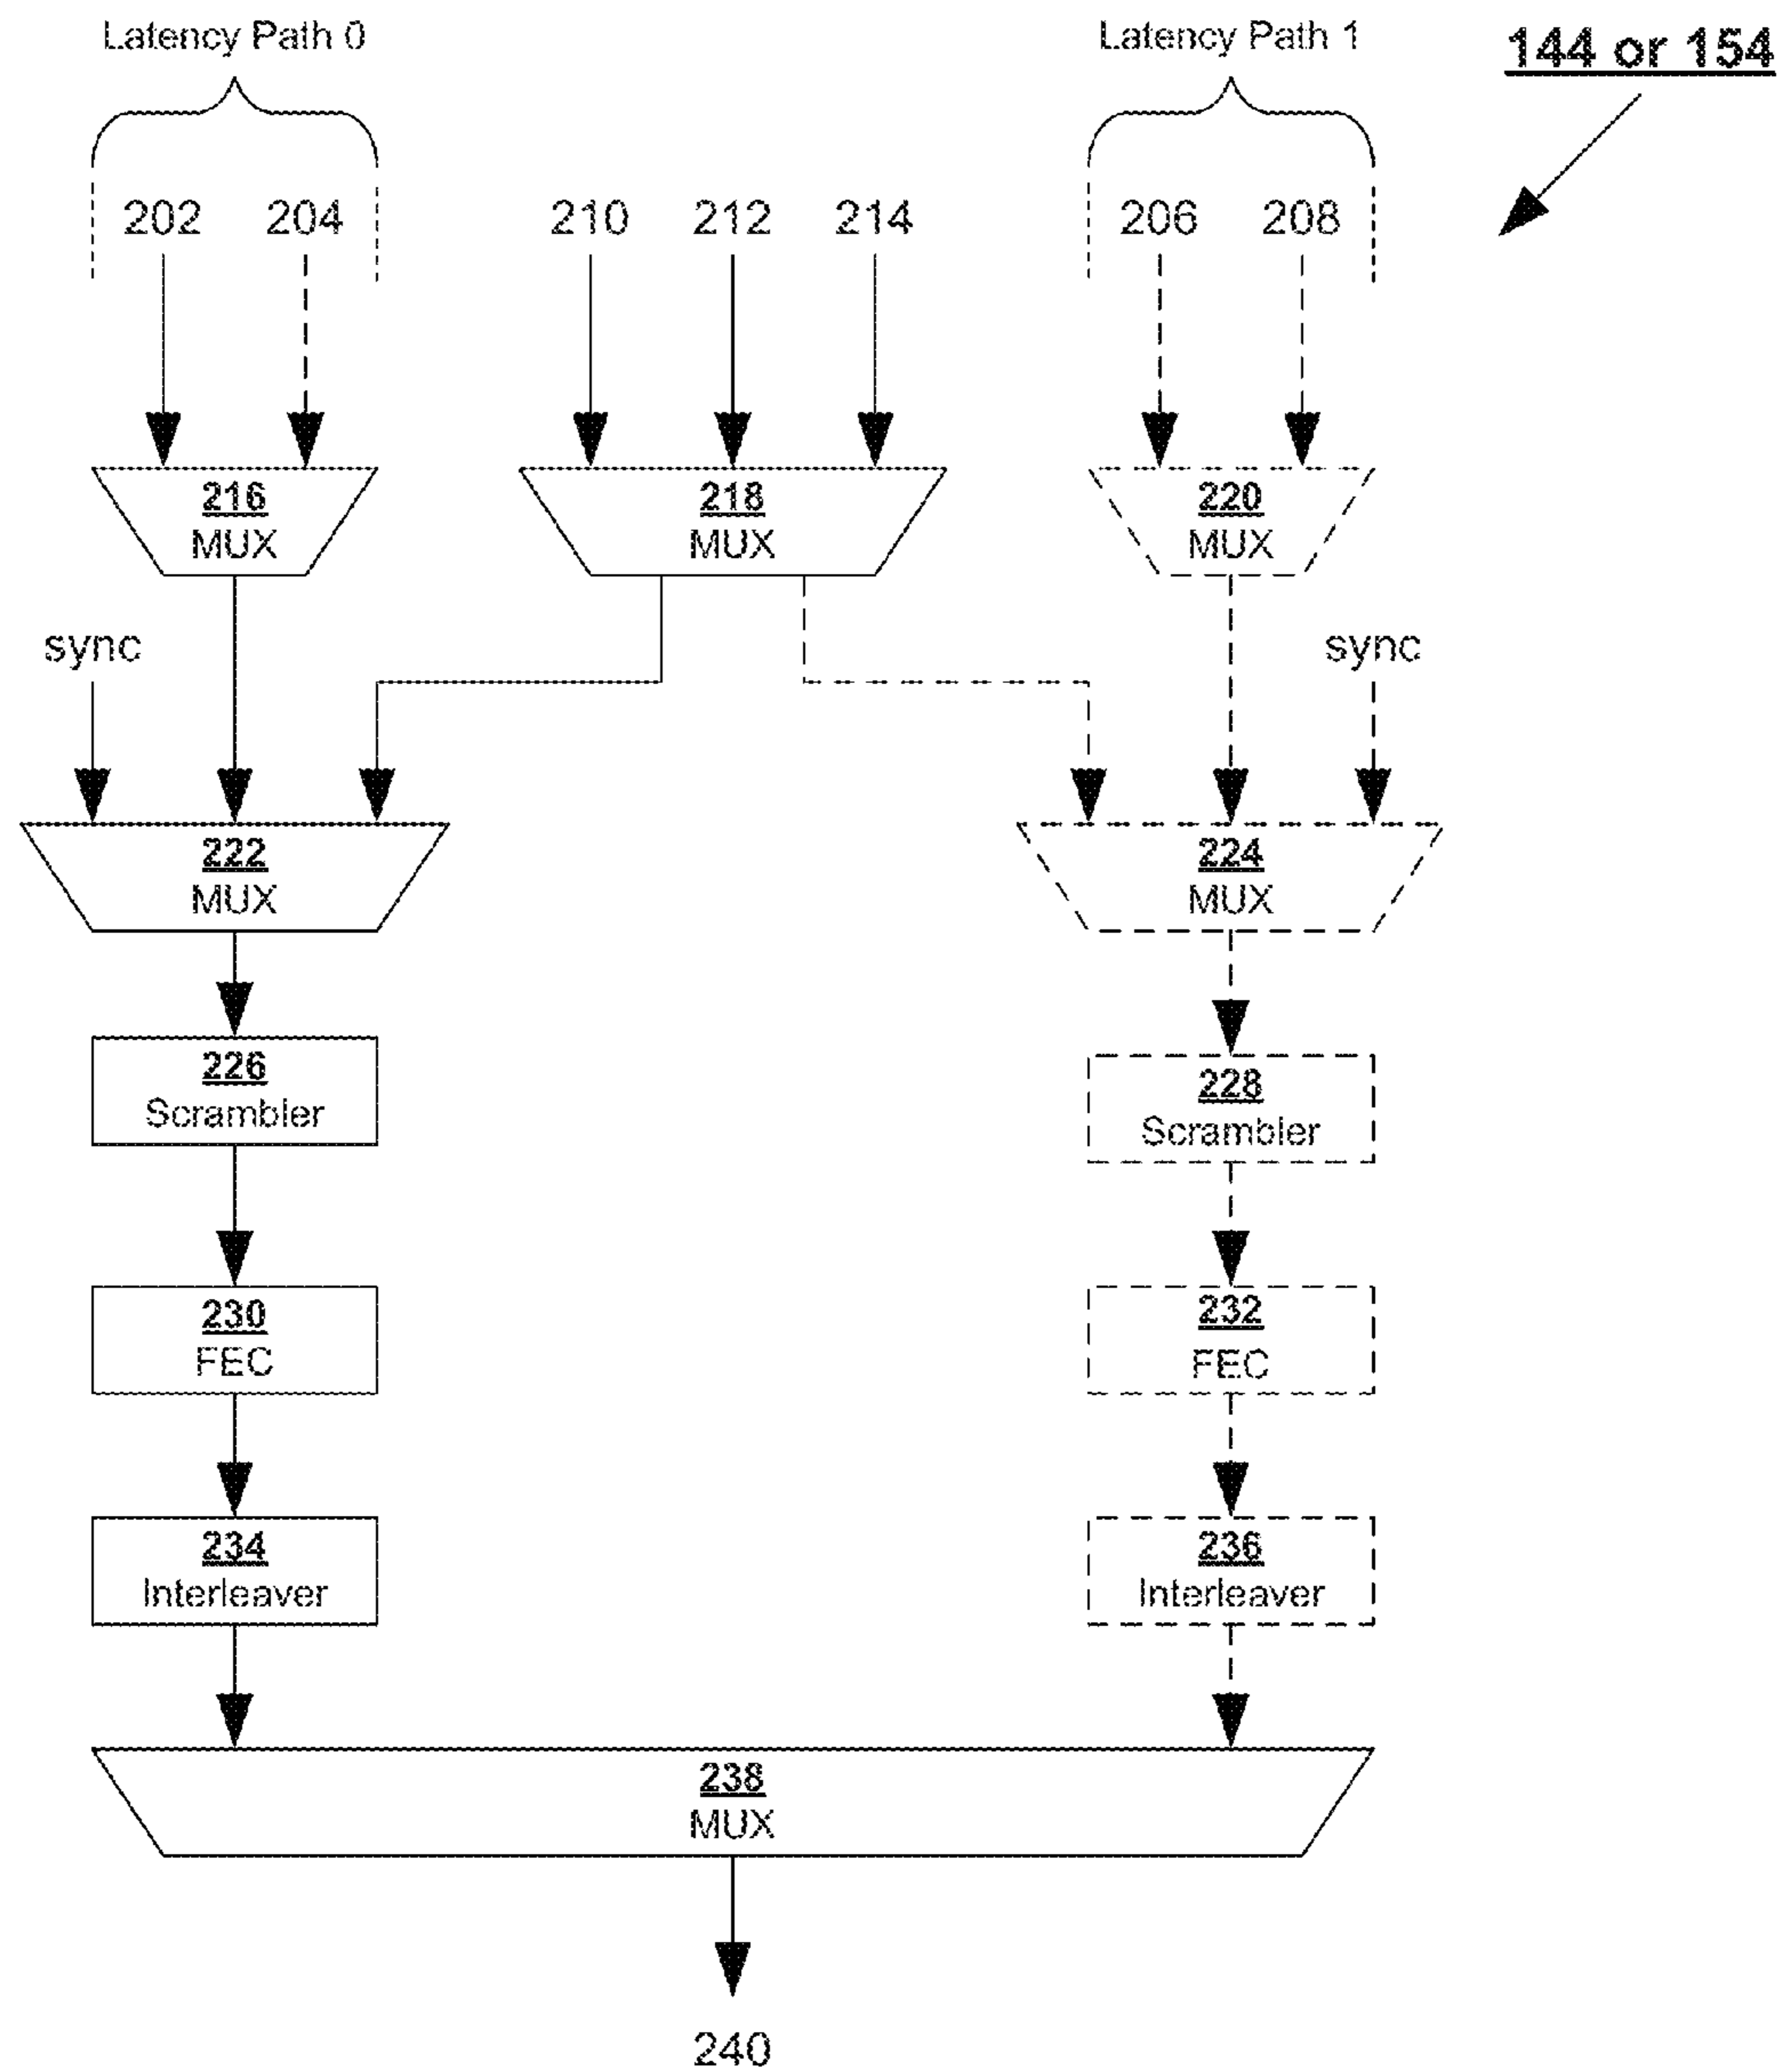 Latency Path 0
Latency Path 1
144 or 154
202
204
210
212
214
206
208
216
MUX
218
MUX
220
MUX
sync
sync
222
MUX
224
MUX
226
Scrambler
228
Scrambler
230
FEC
232
FEC
234
Interleaver
236
Interleaver
238
MUX
240